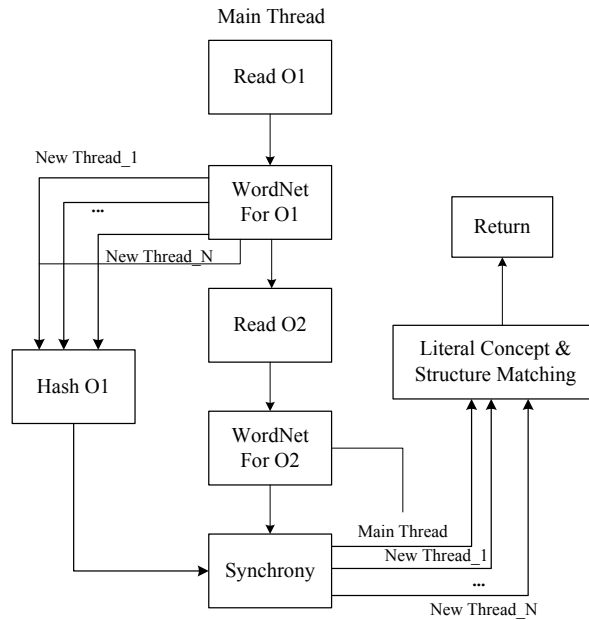 Main Thread
Read O1
New Thread_1
...
WordNet
For O1
New Thread_N
Return
Read O2
Literal Concept &
Structure Matching
Hash O1
WordNet
For O2
Main Thread
New Thread_1
Synchrony
...
New Thread_N